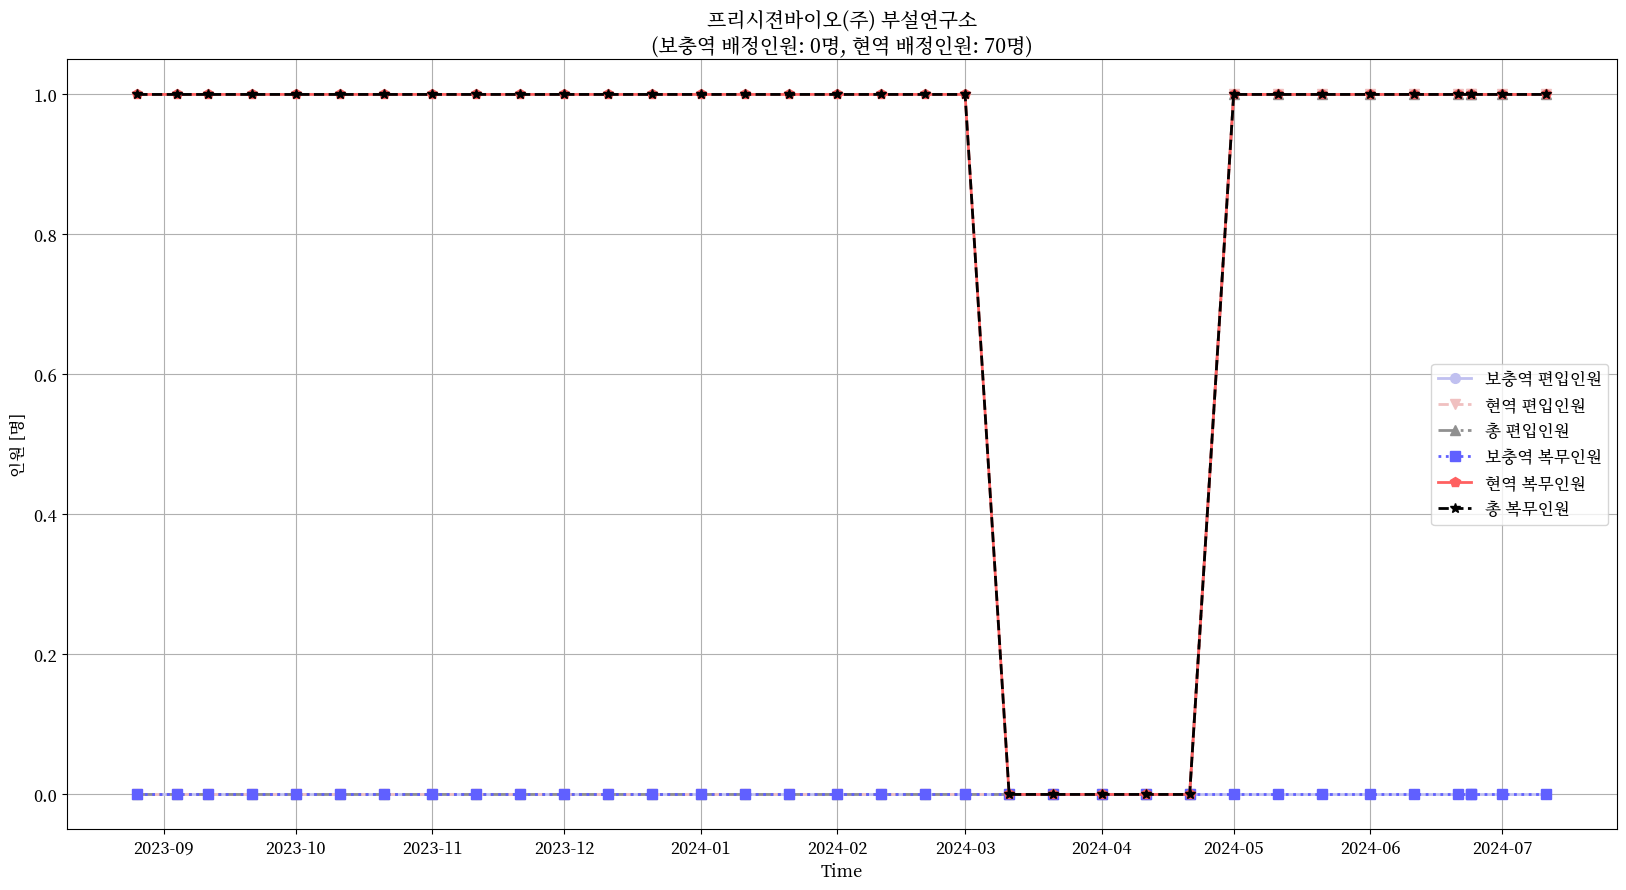 프리시젼바이오(주) 부설연구소
(보충역 배정인원: 0명, 현역 배정인원: 70명)
1.0
0.8
0.6
0.4
0.2
0.0
인원 [명]
보충역 편입인원
현역 편입인원
총 편입인원
보충역 복무인원
현역 복무인원
총 복무인원
2023-09 2023-10 2023-11 2023-12 2024-01 2024-02 2024-03 2024-04 2024-05 2024-06 2024-07
Time